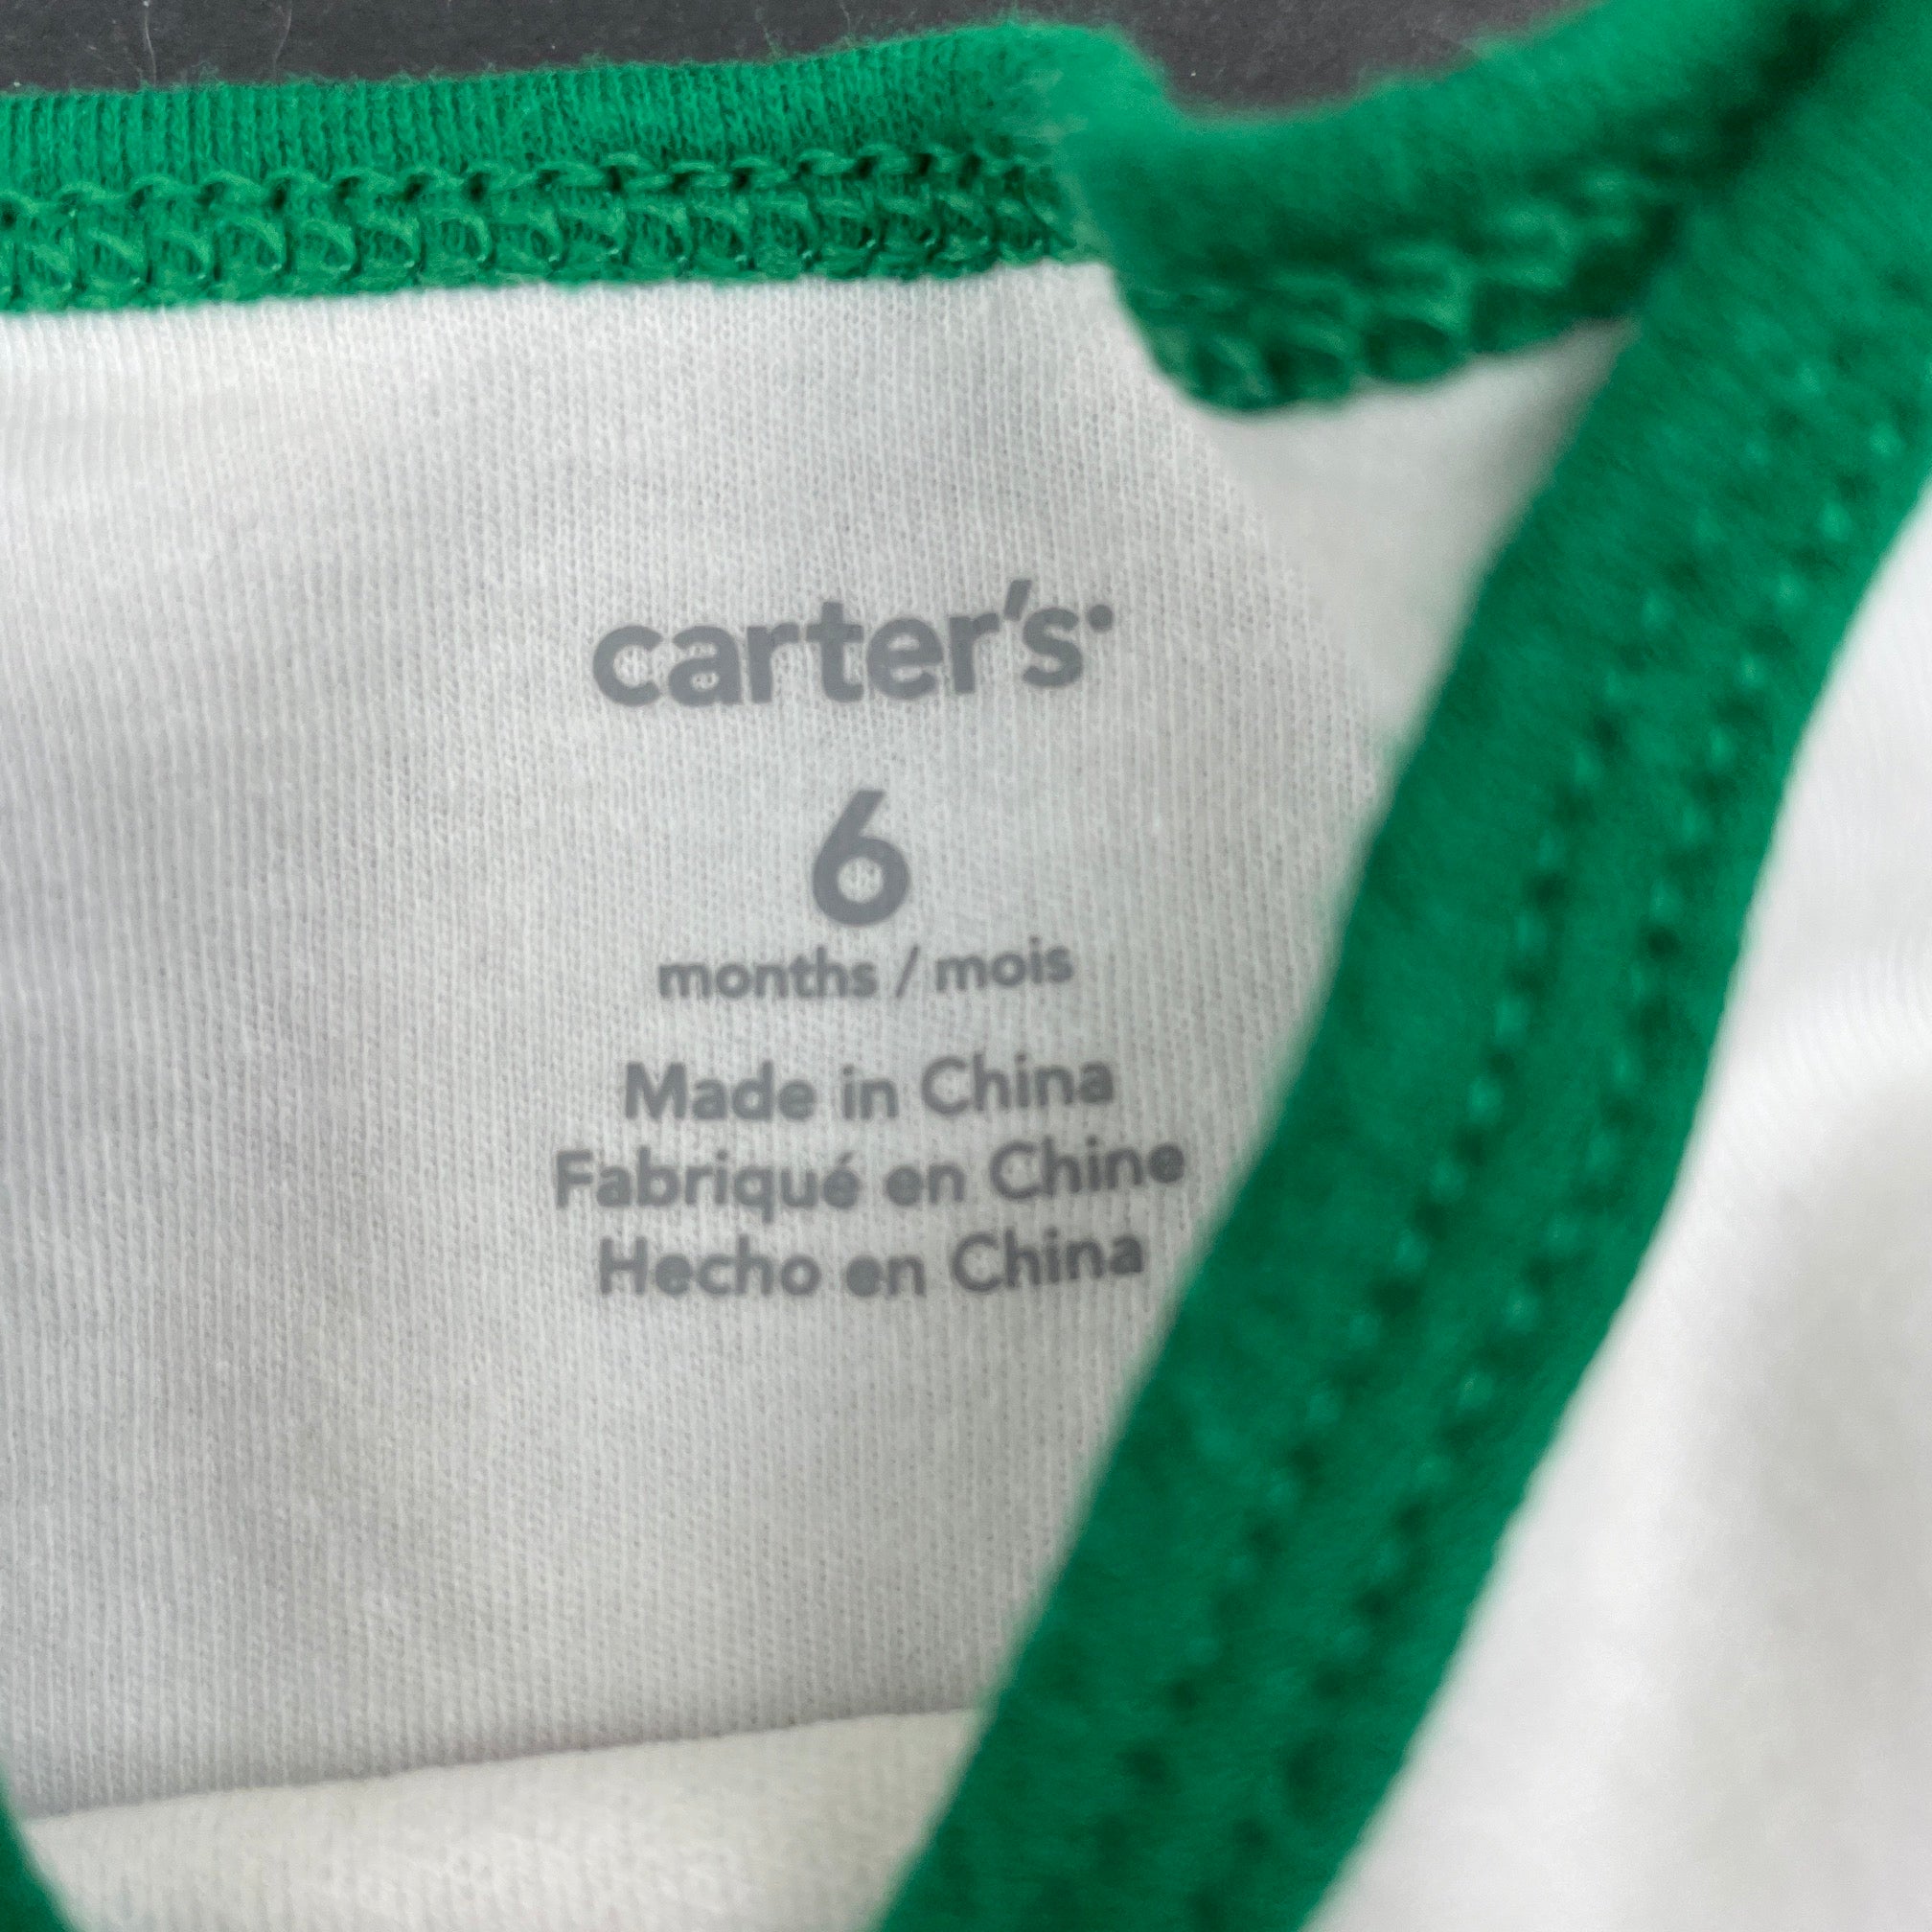 carter's
6
months / mois
Made in China
Fabriqué en Chine
Hecho en China